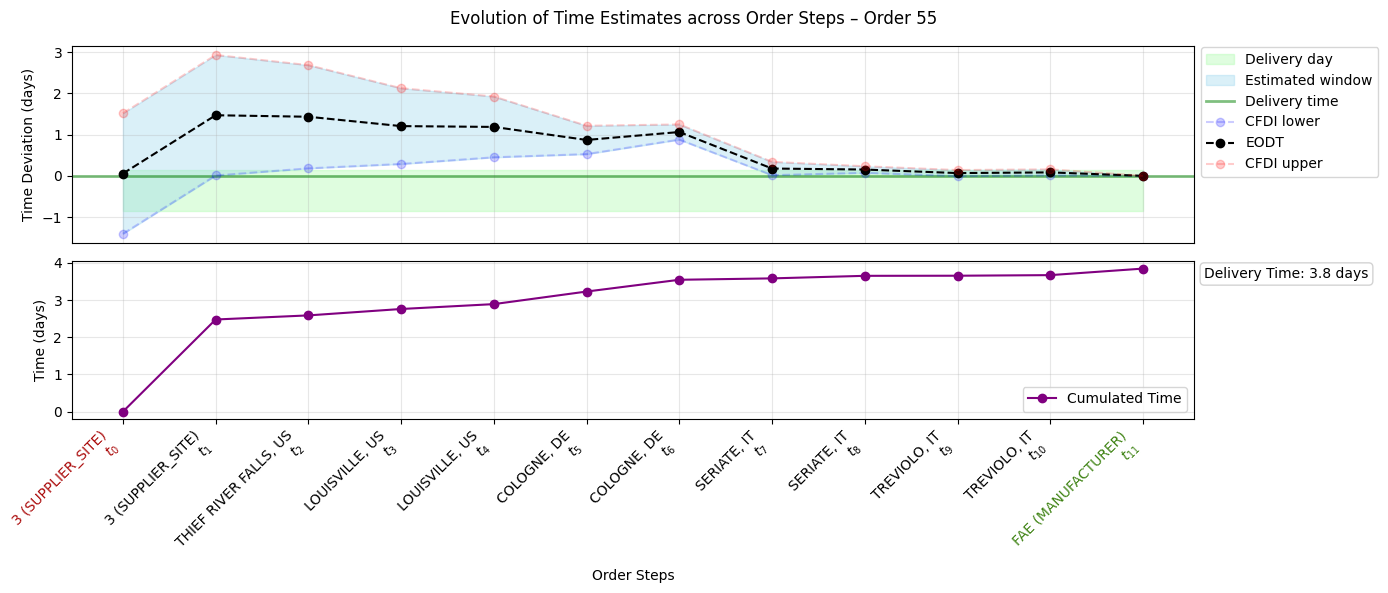 Evolution of Time Estimates across Order Steps – Order 55
Time Deviation (days)
3
2
1
0
−1
Delivery day
Estimated window
Delivery time
CFDI lower
EODT
CFDI upper
Time (days)
4
3
2
1
0
Cumulated Time
Delivery Time: 3.8 days
3 (SUPPLIER_SITE)
t0
3 (SUPPLIER_SITE)
t1
THIEF RIVER FALLS, US
t2
LOUISVILLE, US
t3
LOUISVILLE, US
t4
COLOGNE, DE
t5
COLOGNE, DE
t6
SERIATE, IT
t7
SERIATE, IT
t8
TREVIOLO, IT
t9
TREVIOLO, IT
t10
FAE (MANUFACTURER)
t11
Order Steps